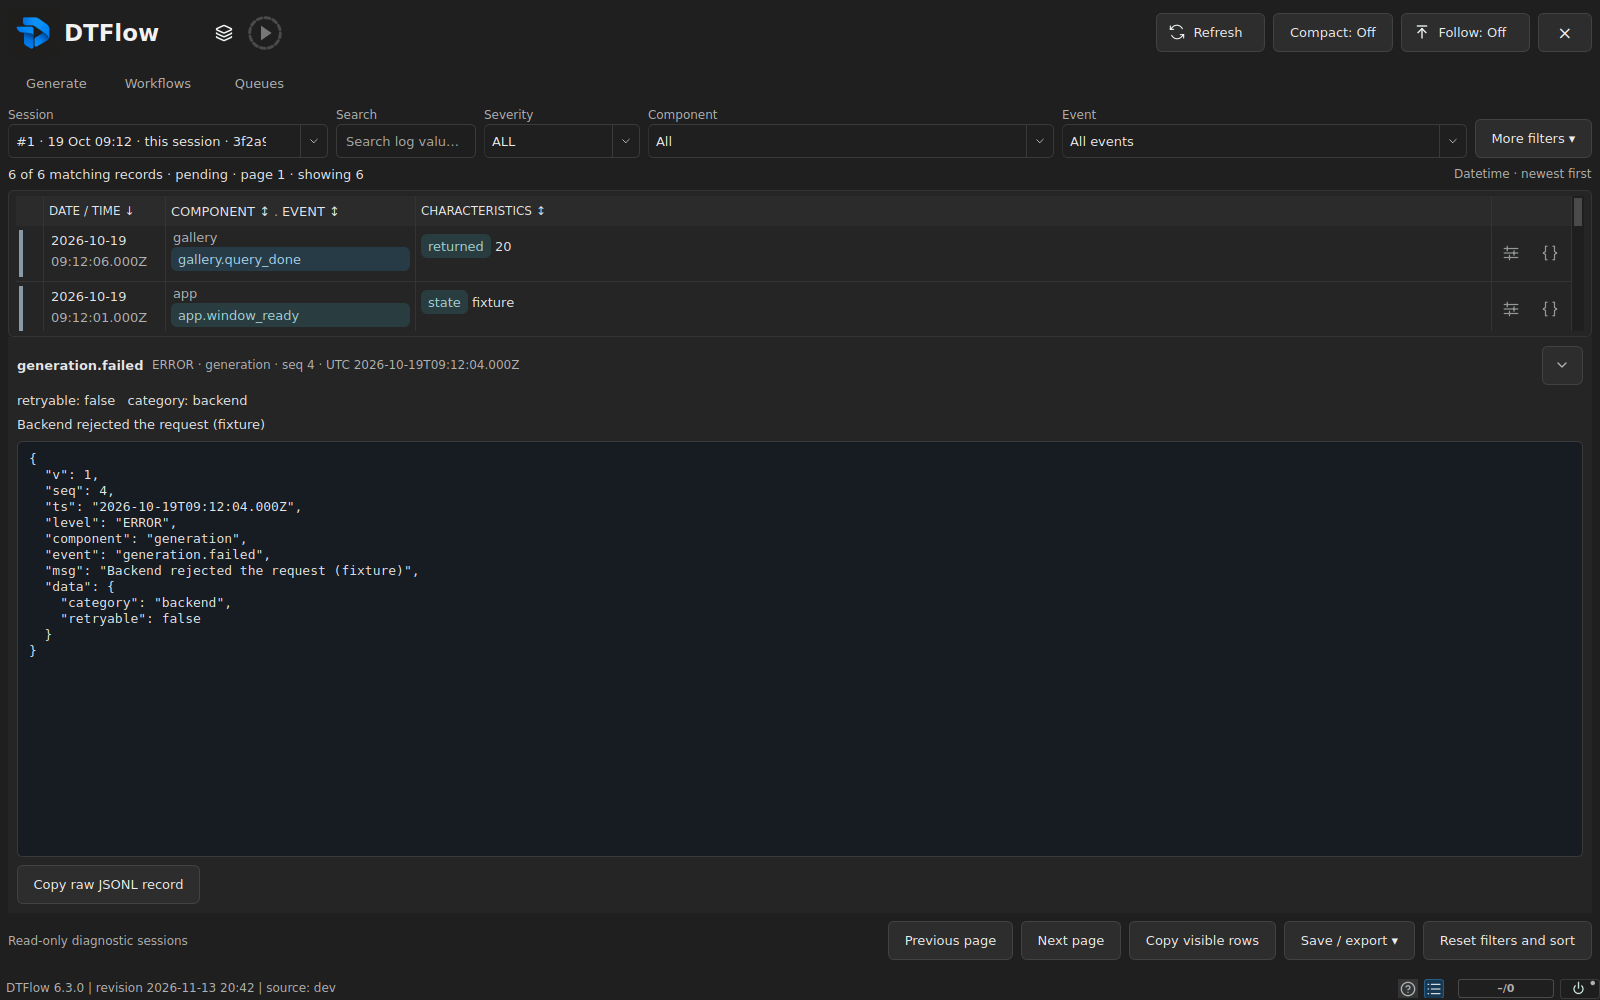 DTFlow
Refresh
Compact: Off
Follow: Off
Generate
Workflows
Queues
Session
Search
Severity
Component
Event
#1 · 19 Oct 09:12 · this session · 3f2a
Search log valu...
ALL
All
All events
More filters ▾
6 of 6 matching records · pending · page 1 · showing 6
Datetime · newest first
DATE / TIME ↓
COMPONENT ↕ . EVENT ↕
CHARACTERISTICS ↕
2026-10-19
09:12:06.000Z
gallery
gallery.query_done
returned 20
{ }
2026-10-19
09:12:01.000Z
app
app.window_ready
state fixture
{ }
generation.failed ERROR · generation · seq 4 · UTC 2026-10-19T09:12:04.000Z
retryable: false category: backend
Backend rejected the request (fixture)
{
"v": 1,
"seq": 4,
"ts": "2026-10-19T09:12:04.000Z",
"level": "ERROR",
"component": "generation",
"event": "generation.failed",
"msg": "Backend rejected the request (fixture)",
"data": {
"category": "backend",
"retryable": false
}
}
Copy raw JSONL record
Read-only diagnostic sessions
Previous page
Next page
Copy visible rows
Save / export ▾
Reset filters and sort
DTFlow 6.3.0 | revision 2026-11-13 20:42 | source: dev
-/0